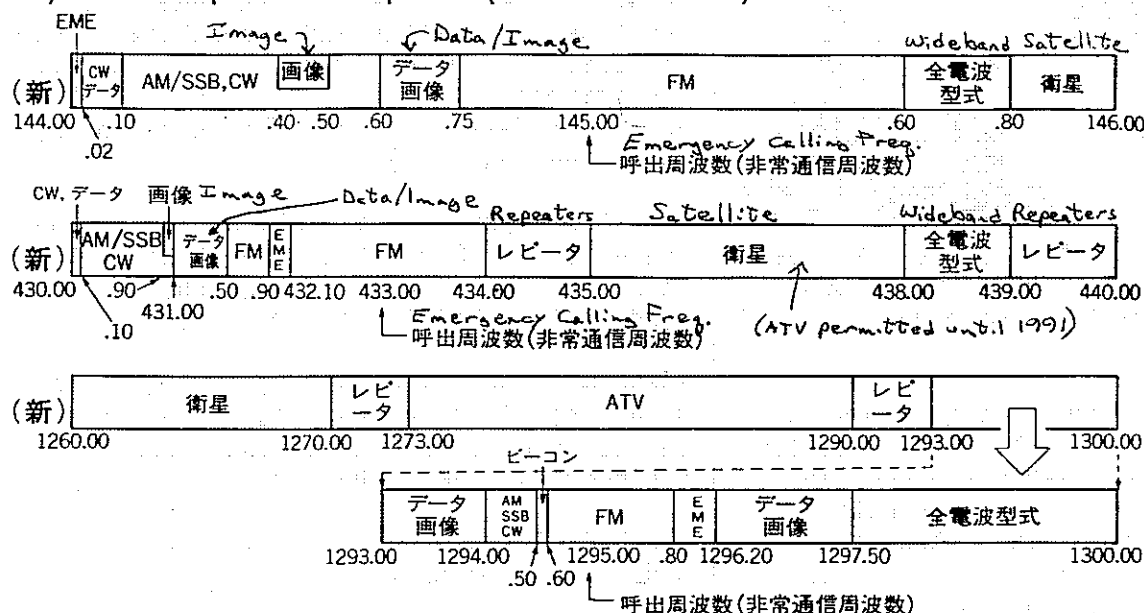 EME Image Data/Image Wideband Satellite
(新) CW データ AM/SSB,CW 画像 データ 画像 FM 全電波型式 衛星
144.00 .10 .40 .50 .60 .75 145.00 .60 .80 146.00
.02
Emergency Calling Freq.
呼出周波数(非常通信周波数)
CW, データ 画像 Image Data/Image Repeaters Satellite Wideband Repeaters
(新) AM/SSB CW データ 画像 FM EME FM レピータ 衛星 全電波型式 レピータ
430.00 .90 .50 .90 432.10 433.00 434.60 435.00 438.00 439.00 440.00
.10 431.00
Emergency Calling Freq.
呼出周波数(非常通信周波数)
(ATV permitted until 1991)
(新) 衛星 レピータ ATV レピータ
1260.00 1270.00 1273.00 1290.00 1293.00 1300.00
ビーコン
データ 画像 AM SSB CW FM EME データ 画像 全電波型式
1293.00 1294.00 1295.00 .80 1296.20 1297.50 1300.00
.50 .60
呼出周波数(非常通信周波数)